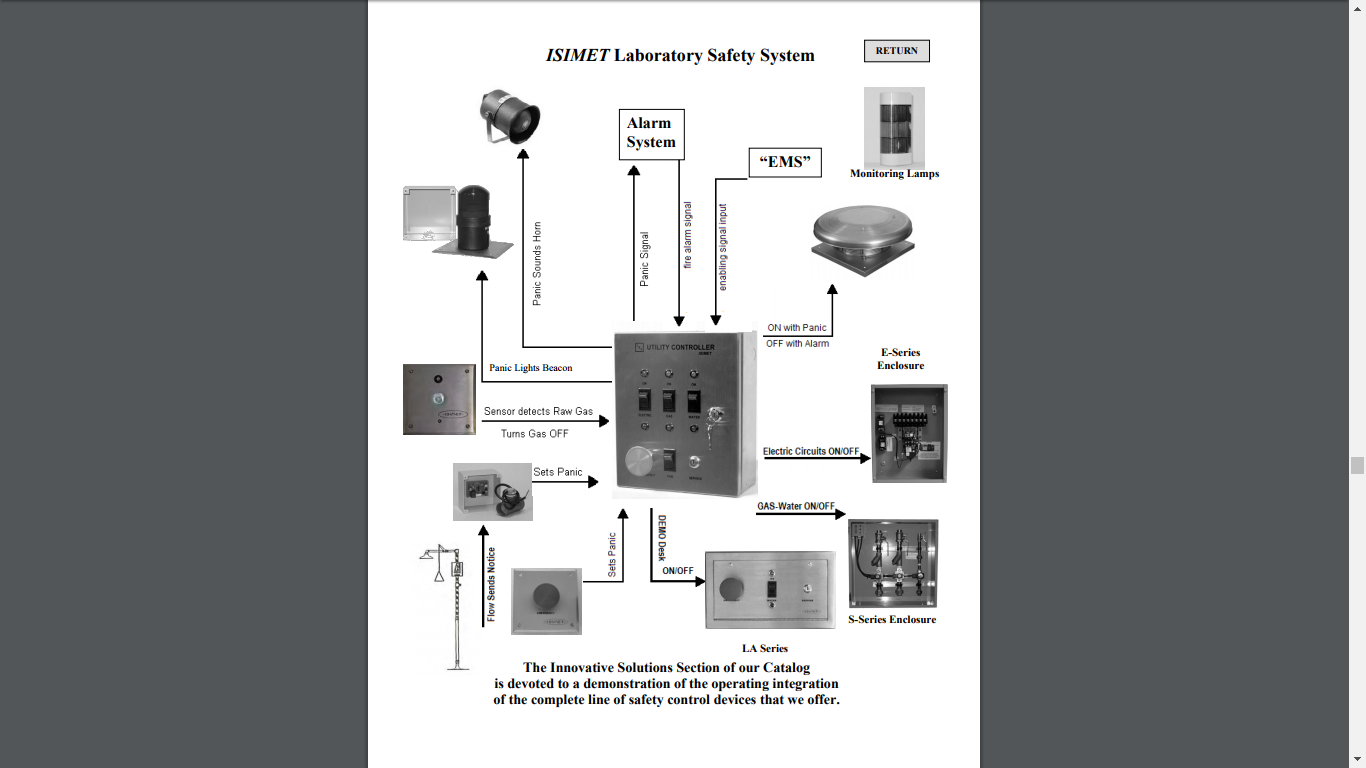 ISIMET Laboratory Safety System
RETURN
Alarm
System
“EMS”
Monitoring Lamps
Panic Sounds Horn
Panic Signal
fire alarm signal
enabling signal input
ON with Panic
OFF with Alarm
UTILITY CONTROLLER
ISIMET
E-Series
Enclosure
Panic Lights Beacon
Sensor detects Raw Gas
Turns Gas OFF
Electric Circuits ON/OFF
Sets Panic
GAS-Water ON/OFF
Flow Sends Notice
Sets Panic
DEMO Desk
ON/OFF
S-Series Enclosure
LA Series
The Innovative Solutions Section of our Catalog
is devoted to a demonstration of the operating integration
of the complete line of safety control devices that we offer.